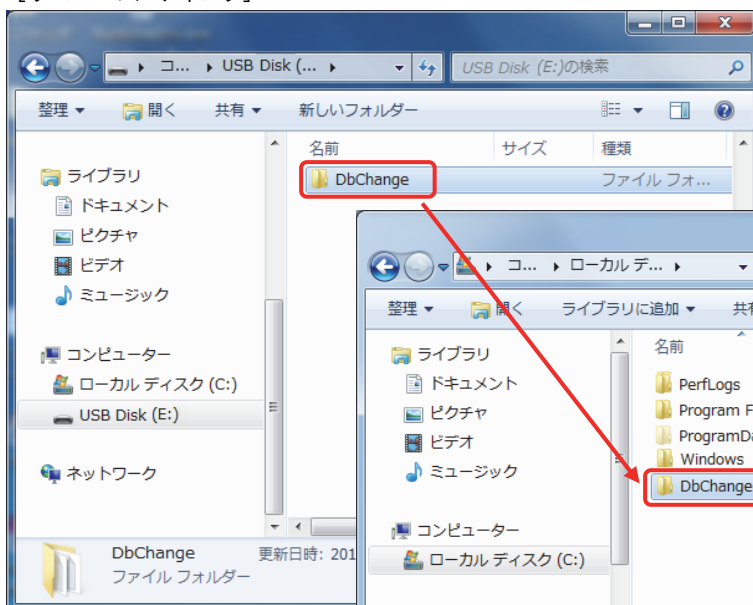 コ... USB Disk (...
USB Disk (E:)の検索
整理 開く 共有 新しいフォルダー
名前 サイズ 種類
DbChange ファイル フォ...
ライブラリ
ドキュメント
ピクチャ
ビデオ
ミュージック
コンピューター
ローカル ディスク (C:)
USB Disk (E:)
ネットワーク
DbChange 更新日時: 201
ファイル フォルダー
コ... ローカル デ...
整理 開く ライブラリに追加
名前
ライブラリ
ドキュメント
ピクチャ
ビデオ
ミュージック
コンピューター
ローカル ディスク (C:)
PerfLogs
Program F
ProgramDa
Windows
DbChange